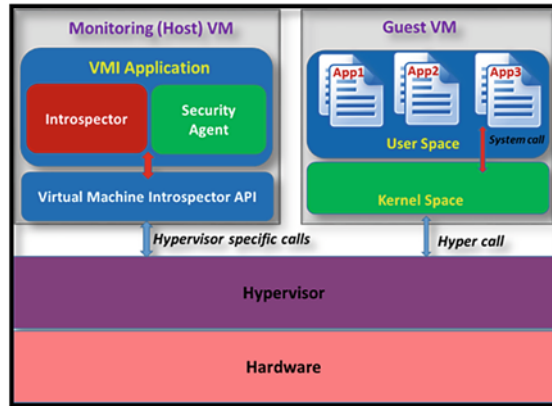 Monitoring (Host) VM
VMI Application
Introspector
Security
Agent
Virtual Machine Introspector API
Hypervisor specific calls
Guest VM
App1
App2
App3
System call
User Space
Kernel Space
Hyper call
Hypervisor
Hardware